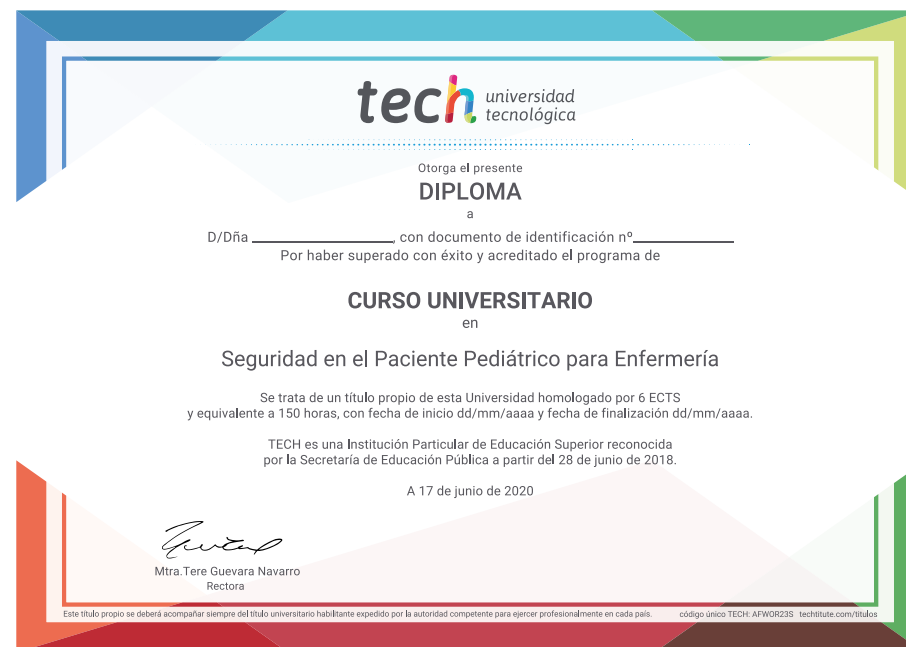 tech universidad
tecnológica
Otorga el presente
DIPLOMA
a
D/Dña ________________, con documento de identificación nº____________
Por haber superado con éxito y acreditado el programa de
CURSO UNIVERSITARIO
en
Seguridad en el Paciente Pediátrico para Enfermería
Se trata de un título propio de esta Universidad homologado por 6 ECTS
y equivalente a 150 horas, con fecha de inicio dd/mm/aaaa y fecha de finalización dd/mm/aaaa.
TECH es una Institución Particular de Educación Superior reconocida
por la Secretaría de Educación Pública a partir del 28 de junio de 2018.
A 17 de junio de 2020
Mtra.Tere Guevara Navarro
Rectora
Este título propio se deberá acompañar siempre del título universitario habilitante expedido por la autoridad competente para ejercer profesionalmente en cada país. código único TECH: AFWOR23S techtitute.com/titulos